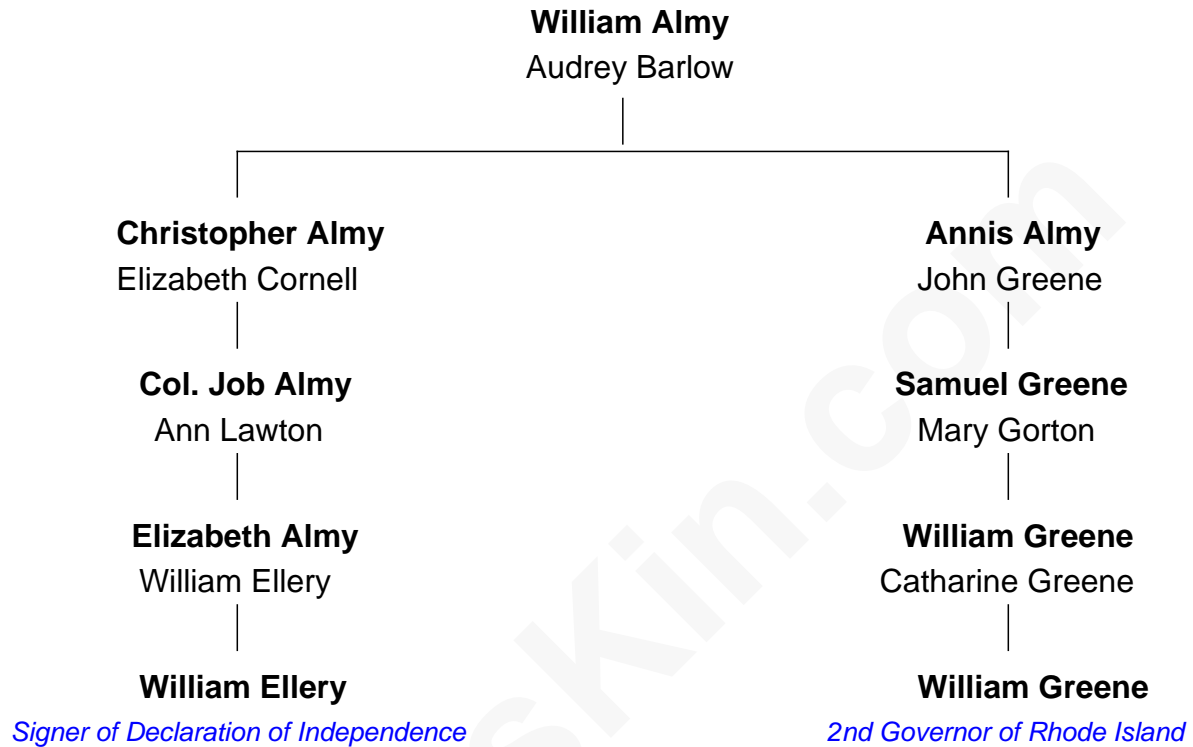 William Almy
Audrey Barlow
Christopher Almy
Elizabeth Cornell
Annis Almy
John Greene
Col. Job Almy
Ann Lawton
Samuel Greene
Mary Gorton
Elizabeth Almy
William Ellery
William Greene
Catharine Greene
William Ellery
Signer of Declaration of Independence
William Greene
2nd Governor of Rhode Island
sKin.com